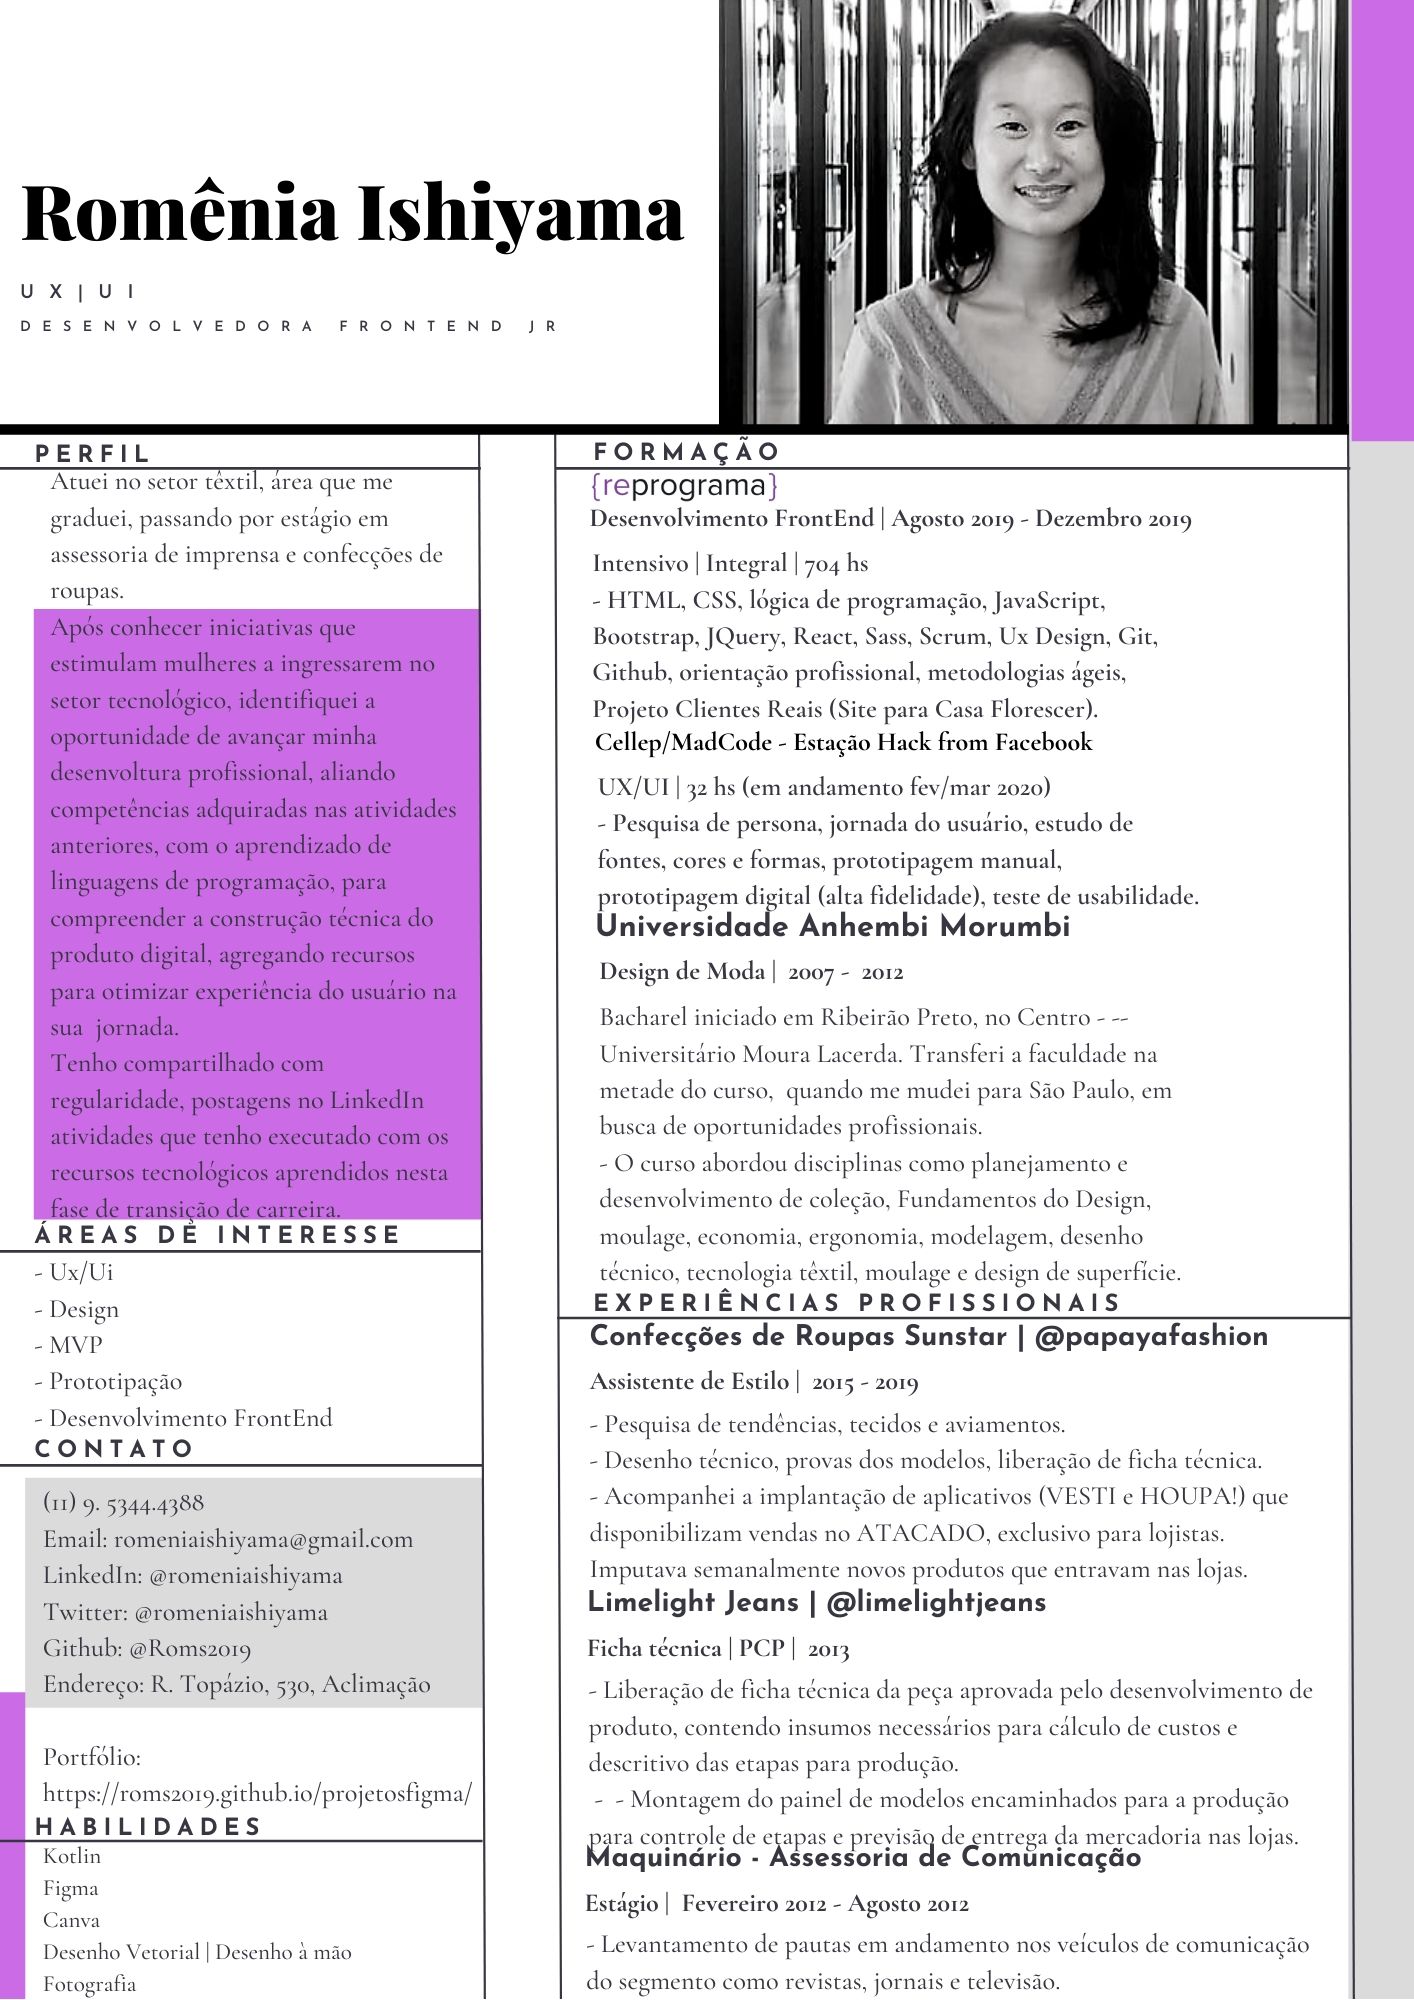 Romênia Ishiyama
UX|UI
DESENVOLVEDORA FRONTEND JR
PERFIL
Atuei no setor têxtil, área que me
graduei, passando por estágio em
assessoria de imprensa e confecções de
roupas.
Após conhecer iniciativas que
estimulam mulheres a ingressarem no
setor tecnológico, identifiquei a
oportunidade de avançar minha
desenvoltura profissional, aliando
competências adquiradas nas atividades
anteriores, com o aprendizado de
linguagens de programação, para
compreender a construção técnica do
produto digital, agregando recursos
para otimizar experiência do usuário na
sua jornada.
Tenho compartilhado com
regularidade, postagens no LinkedIn
atividades que tenho executado com os
recursos tecnológicos aprendidos nesta
fase de transição de carreira.
ÁREAS DE INTERESSE
- Ux/Ui
- Design
- MVP
- Prototipação
- Desenvolvimento FrontEnd
CONTATO
(11) 9. 5344.4388
Email: romeniaishiyama@gmail.com
LinkedIn: @romeniaishiyama
Twitter: @romeniaishiyama
Github: @Roms2019
Endereço: R. Topázio, 530, Aclimação
Portfólio:
https://roms2019.github.io/projetosfigma/
HABILIDADES
Kotlin
Figma
Canva
Desenho Vetorial | Desenho à mão
Fotografia
FORMAÇÃO
{reprograma}
Desenvolvimento FrontEnd | Agosto 2019 - Dezembro 2019
Intensivo | Integral | 704 hs
- HTML, CSS, lógica de programação, JavaScript,
Bootstrap, JQuery, React, Sass, Scrum, Ux Design, Git,
Github, orientação profissional, metodologias ágeis,
Projeto Clientes Reais (Site para Casa Florescer).
Cellep/MadCode - Estação Hack from Facebook
UX/UI | 32 hs (em andamento fev/mar 2020)
- Pesquisa de persona, jornada do usuário, estudo de
fontes, cores e formas, prototipagem manual,
prototipagem digital (alta fidelidade), teste de usabilidade.
Universidade Anhembi Morumbi
Design de Moda | 2007 - 2012
Bacharel iniciado em Ribeirão Preto, no Centro - --
Universitário Moura Lacerda. Transferi a faculdade na
metade do curso, quando me mudei para São Paulo, em
busca de oportunidades profissionais.
- O curso abordou disciplinas como planejamento e
desenvolvimento de coleção, Fundamentos do Design,
moulage, economia, ergonomia, modelagem, desenho
técnico, tecnologia têxtil, moulage e design de superfície.
EXPERIÊNCIAS PROFISSIONAIS
Confecções de Roupas Sunstar | @papayafashion
Assistente de Estilo | 2015 - 2019
- Pesquisa de tendências, tecidos e aviamentos.
- Desenho técnico, provas dos modelos, liberação de ficha técnica.
- Acompanhei a implantação de aplicativos (VESTI e HOUPA!) que
disponibilizam vendas no ATACADO, exclusivo para lojistas.
Imputava semanalmente novos produtos que entravam nas lojas.
Limelight Jeans | @limelightjeans
Ficha técnica | PCP | 2013
- Liberação de ficha técnica da peça aprovada pelo desenvolvimento de
produto, contendo insumos necessários para cálculo de custos e
descritivo das etapas para produção.
- - Montagem do painel de modelos encaminhados para a produção
para controle de etapas e previsão de entrega da mercadoria nas lojas.
Maquinário - Assessoria de Comunicação
Estágio | Fevereiro 2012 - Agosto 2012
- Levantamento de pautas em andamento nos veículos de comunicação
do segmento como revistas, jornais e televisão.